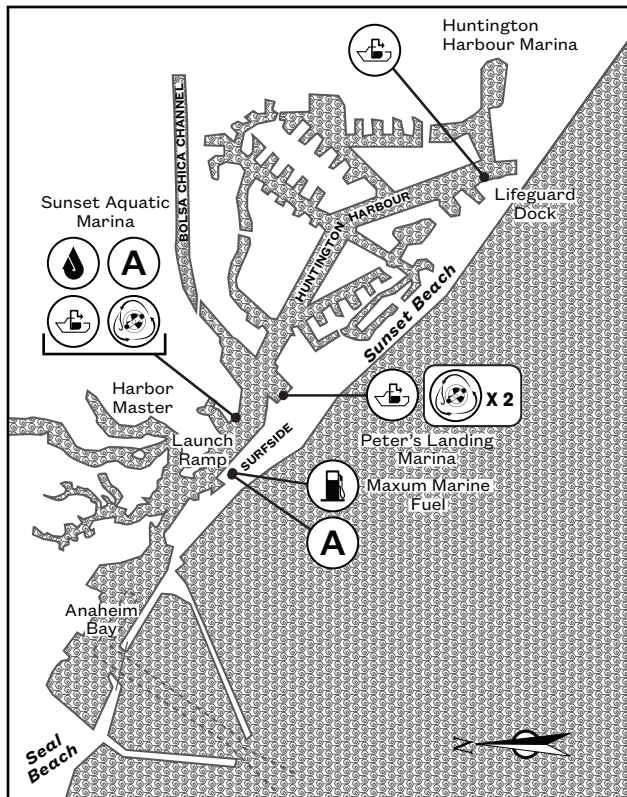 Huntington
Harbour Marina
BOLSA CHICA CHANNEL
Sunset Aquatic
Marina
A
HUNTINGTON HARBOUR
Lifeguard
Dock
Sunset Beach
Harbor
Master
X 2
Launch
Ramp
SURFSIDE
Peter's Landing
Marina
Maxum Marine
Fuel
A
Anaheim
Bay
Seal
Beach
N